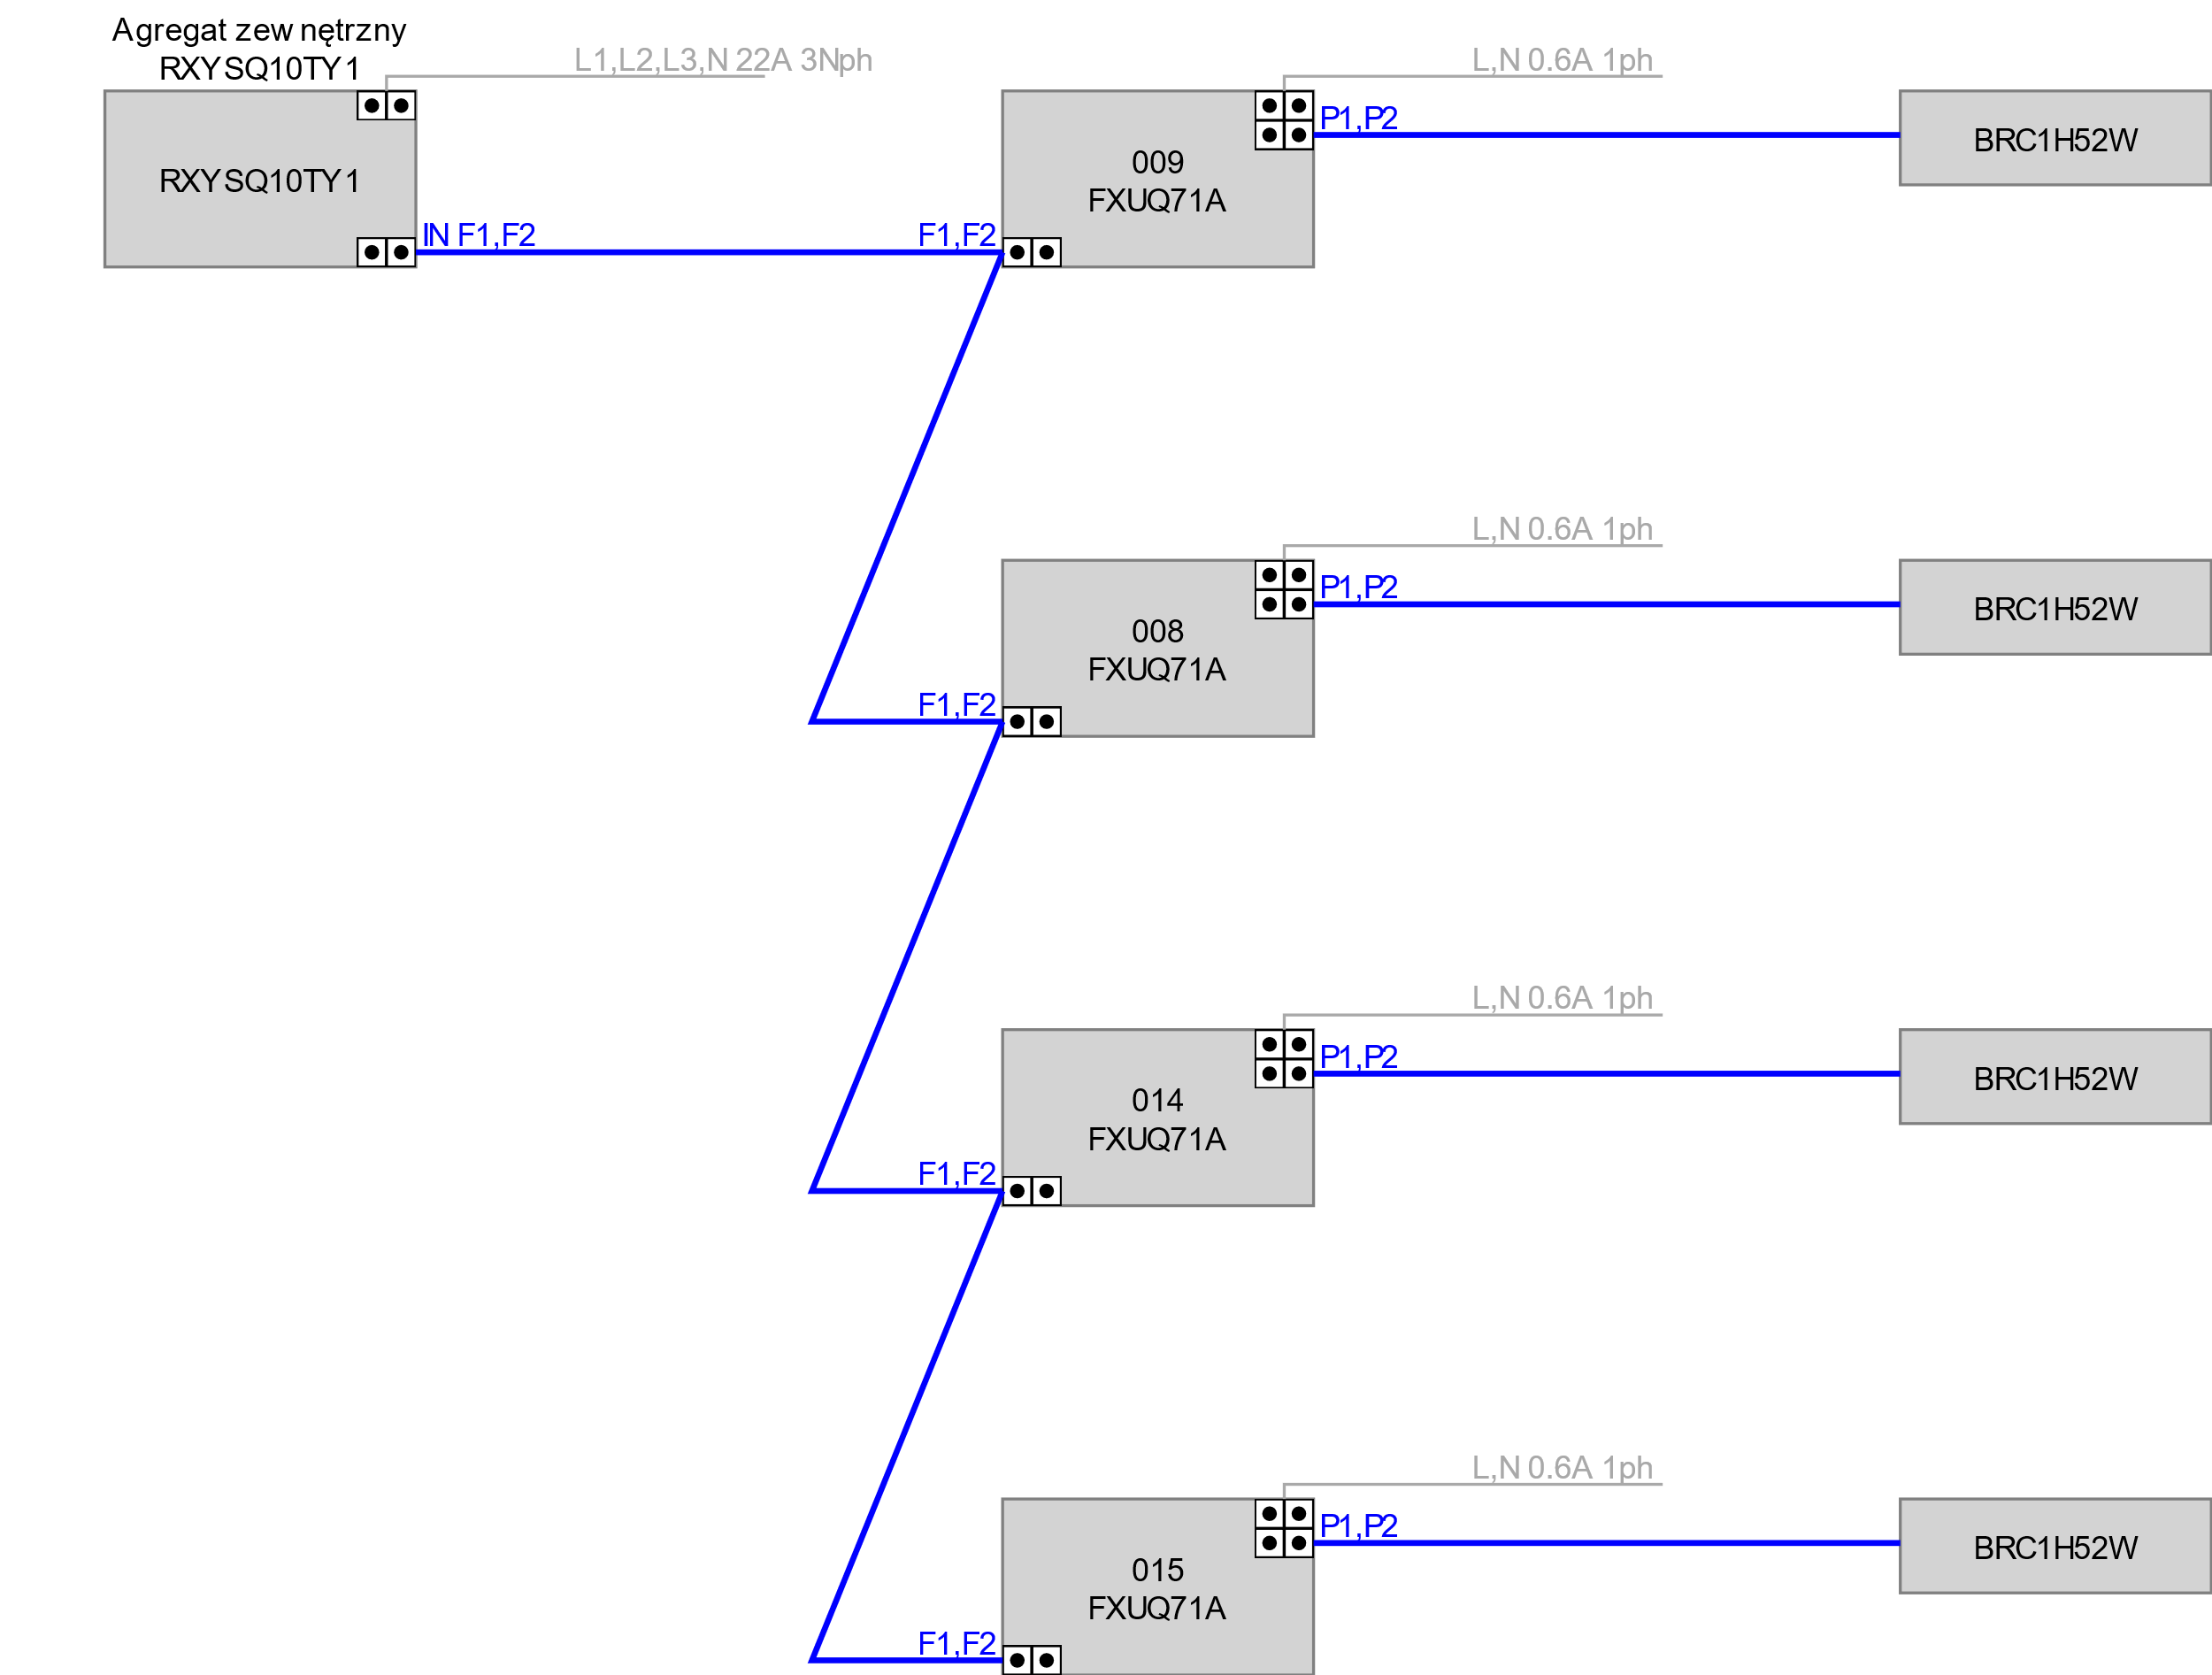 Agregat zewnętrzny
RXYSQ10TY1
L1,L2,L3,N 22A 3Nph
RXYSQ10TY1
IN F1,F2
F1,F2
009
FXUQ71A
L,N 0.6A 1ph
P1,P2
BRC1H52W
F1,F2
008
FXUQ71A
L,N 0.6A 1ph
P1,P2
BRC1H52W
F1,F2
014
FXUQ71A
L,N 0.6A 1ph
P1,P2
BRC1H52W
F1,F2
015
FXUQ71A
L,N 0.6A 1ph
P1,P2
BRC1H52W